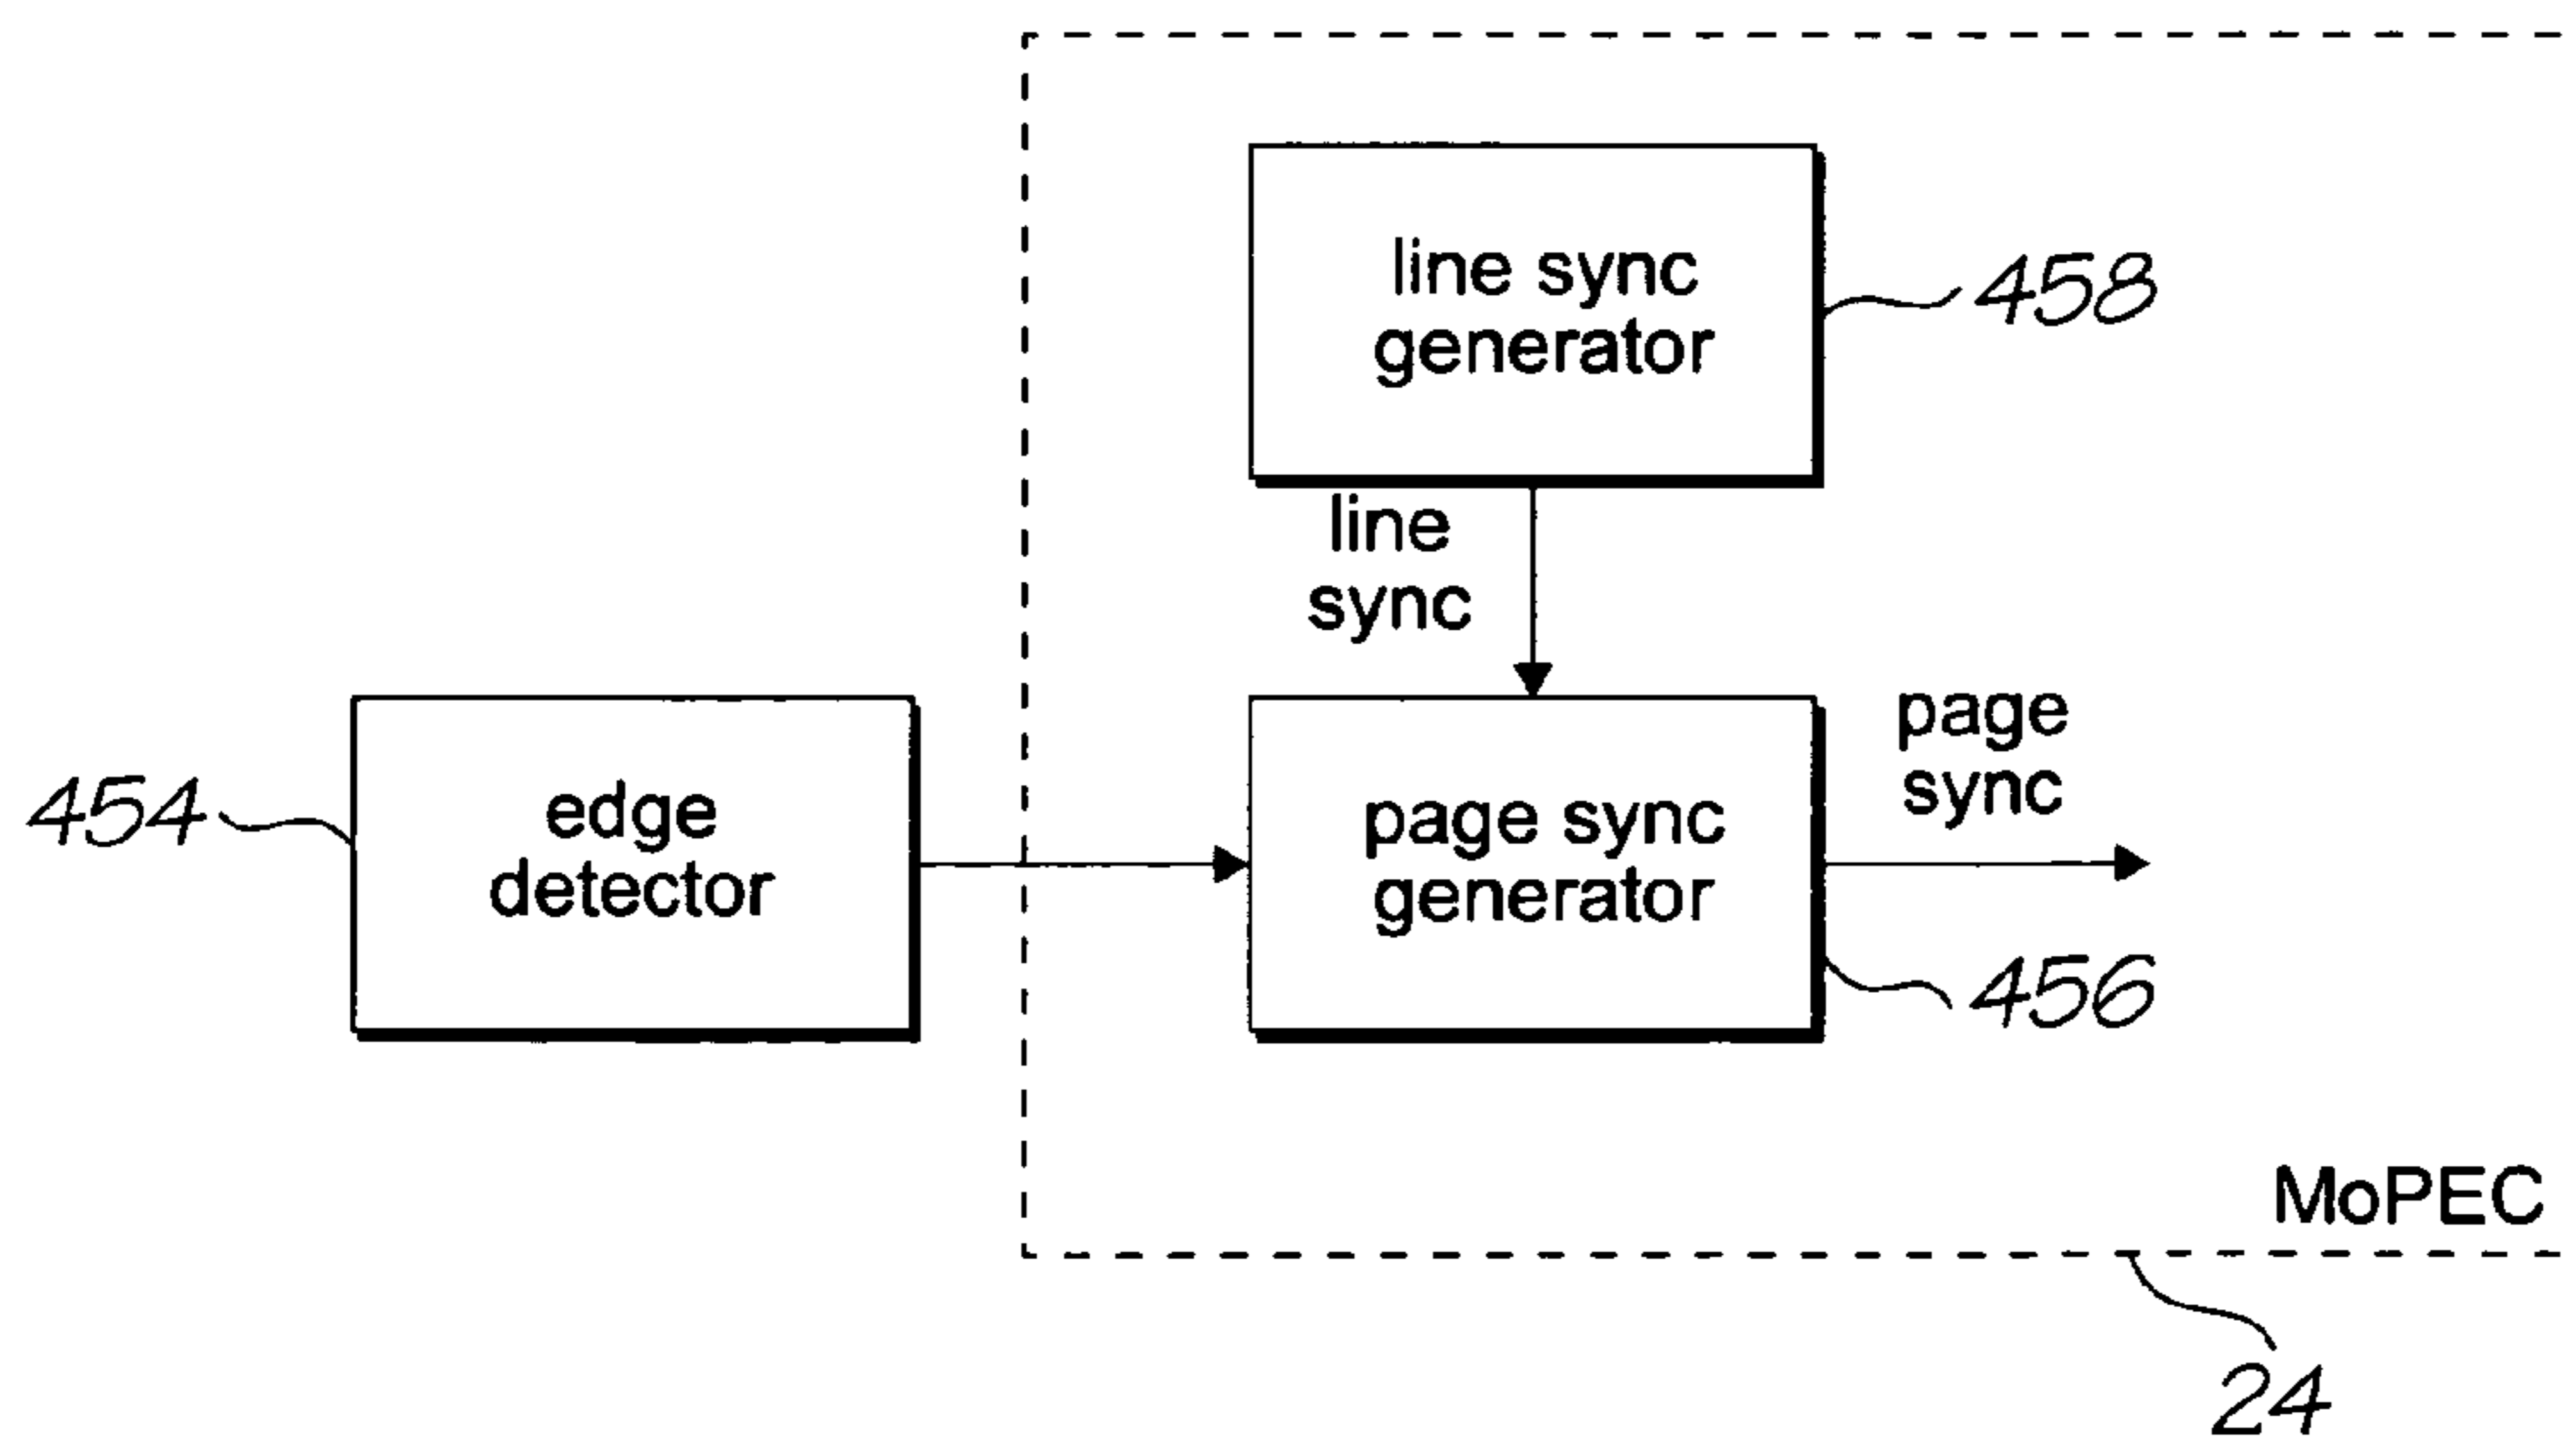 line sync
generator
458
line
sync
page
sync
454
edge
detector
page sync
generator
456
MoPEC
24